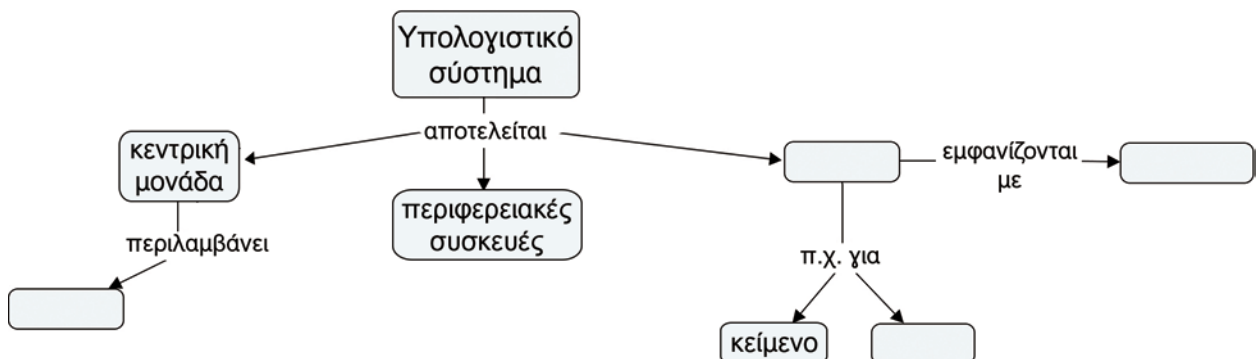 Υπολογιστικό
σύστημα
αποτελείται
κεντρική
μονάδα
εμφανίζονται
με
περιφερειακές
συσκευές
περιλαμβάνει
π.χ. για
κείμενο